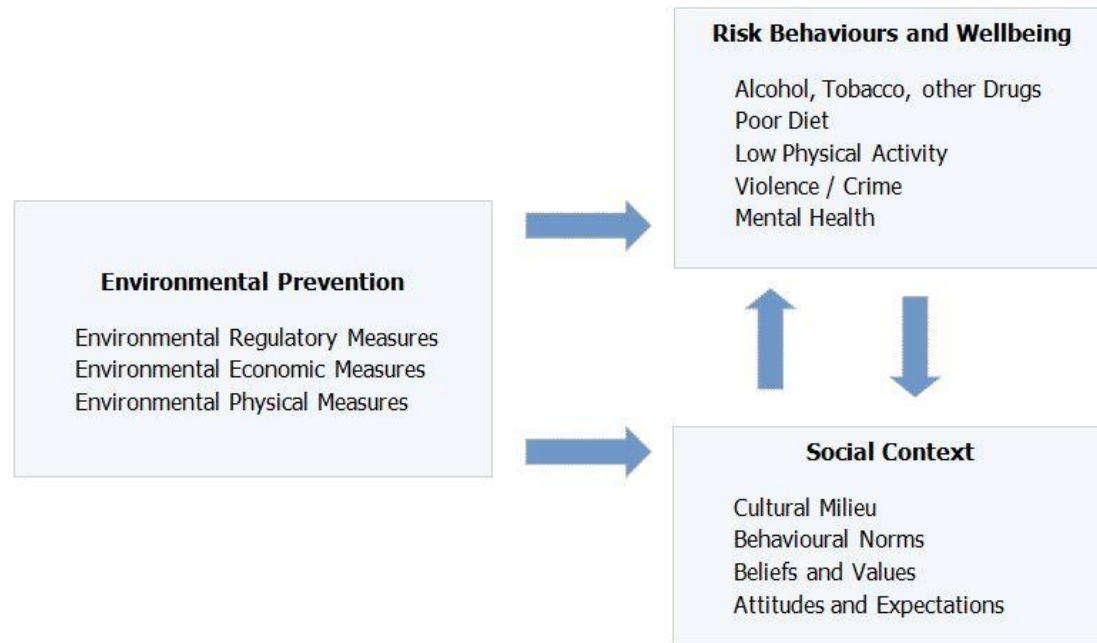 Risk Behaviours and Wellbeing
Alcohol, Tobacco, other Drugs
Poor Diet
Low Physical Activity
Violence / Crime
Mental Health
Environmental Prevention
Environmental Regulatory Measures
Environmental Economic Measures
Environmental Physical Measures
Social Context
Cultural Milieu
Behavioural Norms
Beliefs and Values
Attitudes and Expectations